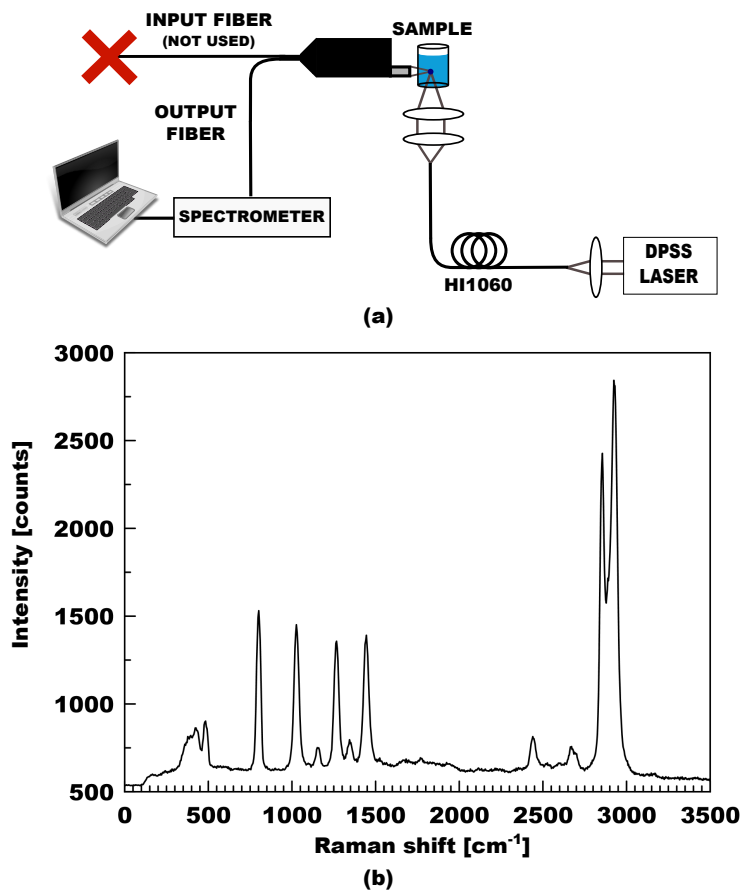 INPUT FIBER
(NOT USED)
SAMPLE
OUTPUT
FIBER
SPECTROMETER
HI1060
DPSS
LASER
(a)
3000
2500
2000
1500
1000
500
Intensity [counts]
0 500 1000 1500 2000 2500 3000 3500
Raman shift [cm⁻¹]
(b)